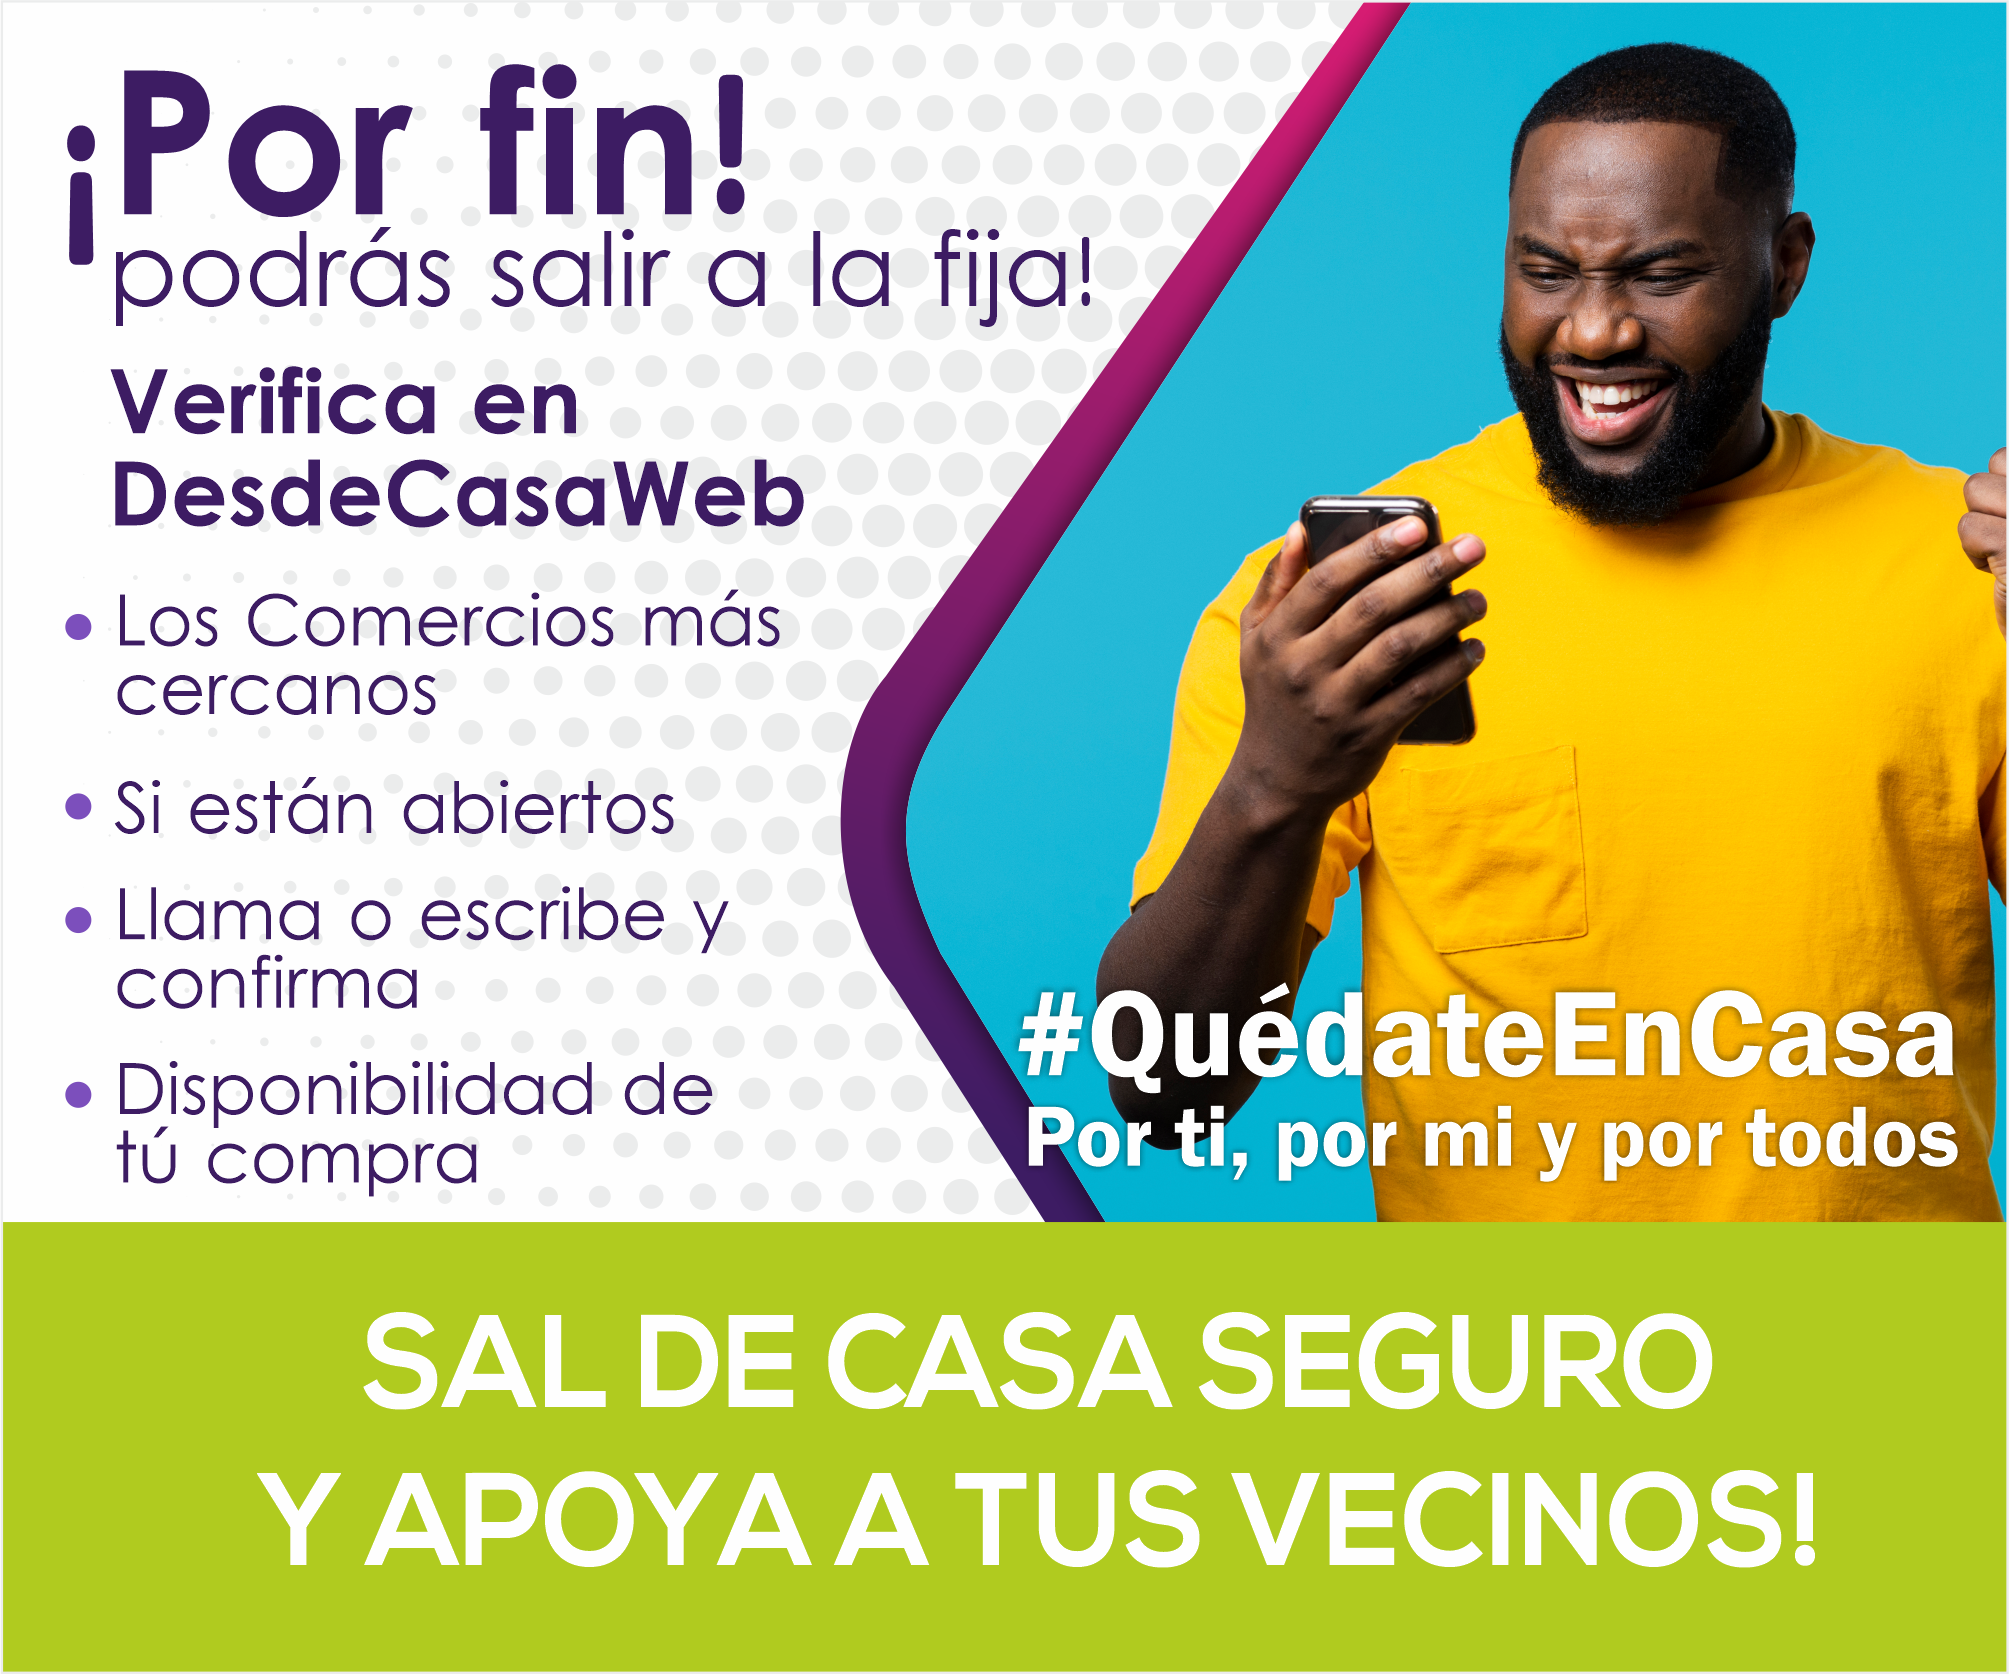 ¡Por fin!
podrás salir a la fija!
Verifica en
DesdeCasaWeb
• Los Comercios más
cercanos
• Si están abiertos
• Llama o escribe y
confirma
• Disponibilidad de
tú compra
#QuédateEnCasa
Por ti, por mi y por todos
SAL DE CASA SEGURO
Y APOYA A TUS VECINOS!